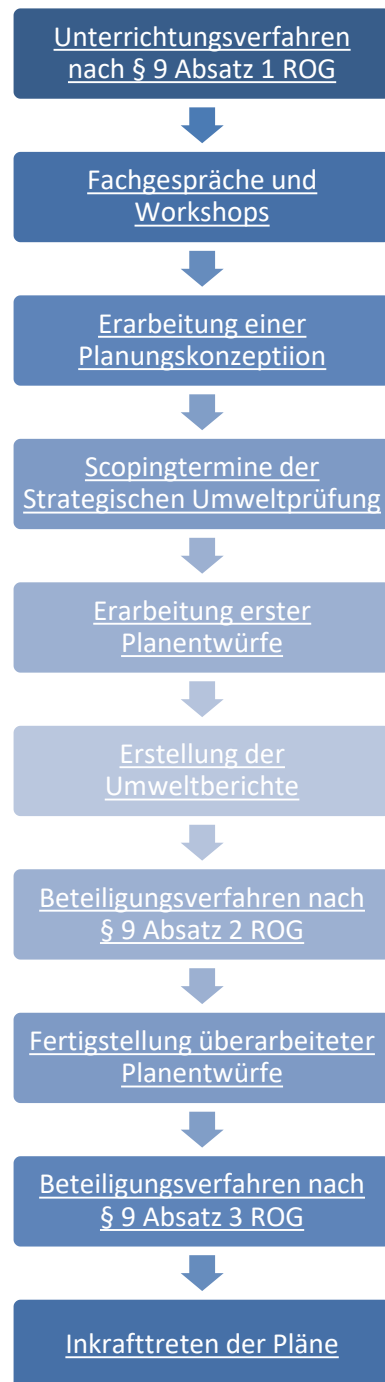 Unterrichtungsverfahren
nach § 9 Absatz 1 ROG
Fachgespräche und
Workshops
Erarbeitung einer
Planungskonzeptiion
Scopingtermine der
Strategischen Umweltprüfung
Erarbeitung erster
Planentwürfe
Erstellung der
Umweltberichte
Beteiligungsverfahren nach
§ 9 Absatz 2 ROG
Fertigstellung überarbeiteter
Planentwürfe
Beteiligungsverfahren nach
§ 9 Absatz 3 ROG
Inkrafttreten der Pläne